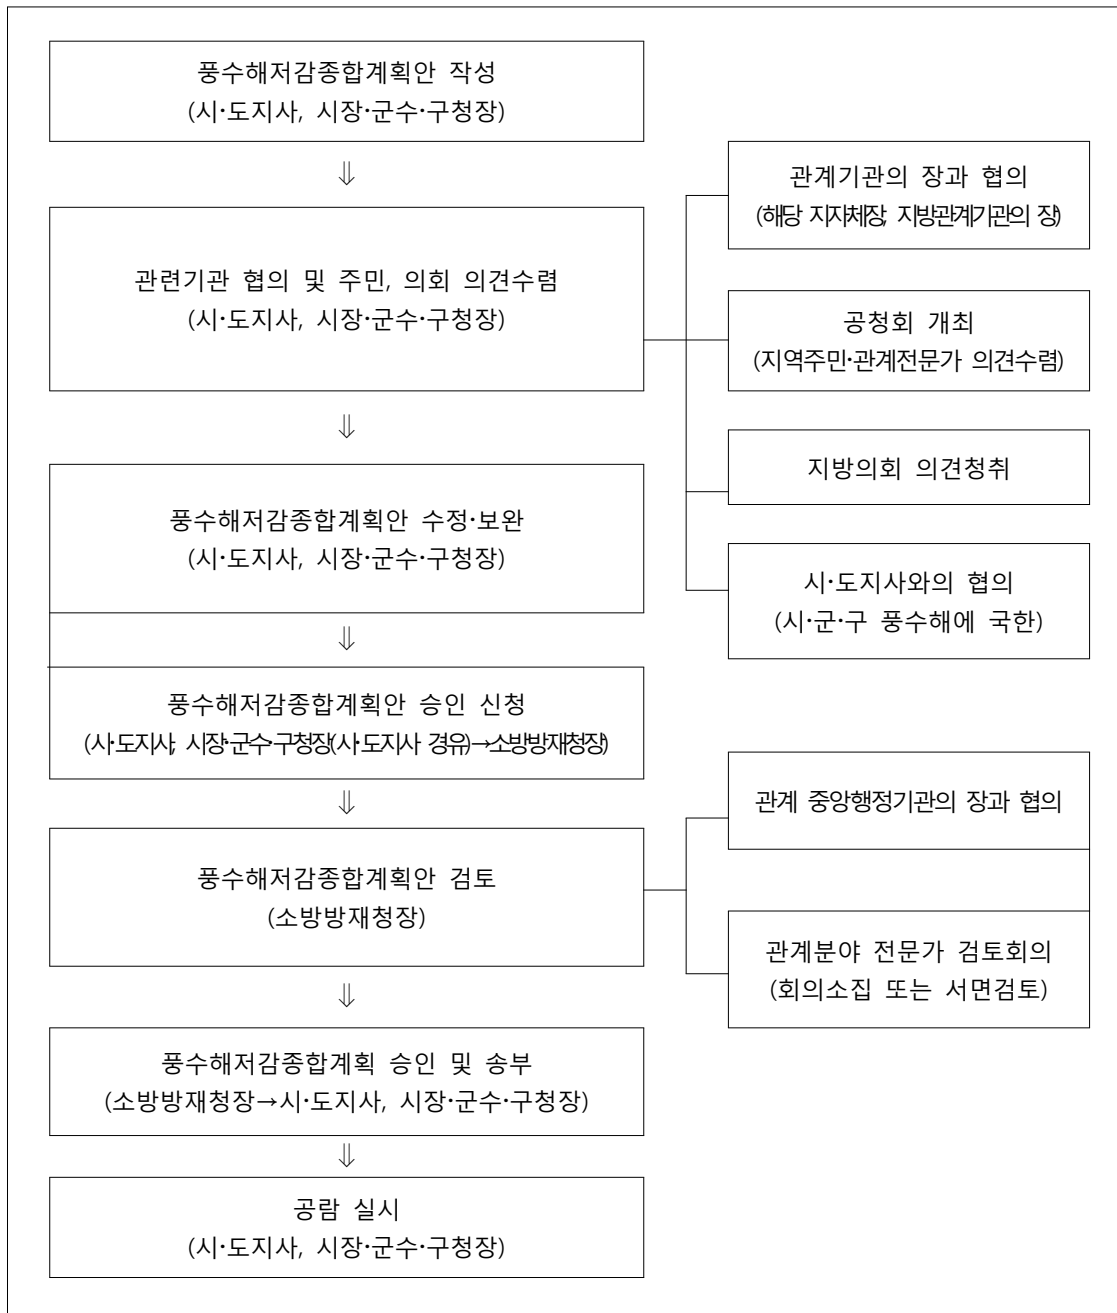 풍수해저감종합계획안 작성
(시·도지사, 시장·군수·구청장)
⇓
관련기관 협의 및 주민, 의회 의견수렴
(시·도지사, 시장·군수·구청장)
관계기관의 장과 협의
(해당 지자체장, 지방관계기관의 장)
공청회 개최
(지역주민·관계전문가 의견수렴)
지방의회 의견청취
시·도지사와의 협의
(시·군·구 풍수해에 국한)
⇓
풍수해저감종합계획안 수정·보완
(시·도지사, 시장·군수·구청장)
⇓
풍수해저감종합계획안 승인 신청
(시·도지사, 시장·군수·구청장(시·도지사 경유)→소방방재청장)
⇓
풍수해저감종합계획안 검토
(소방방재청장)
관계 중앙행정기관의 장과 협의
관계분야 전문가 검토회의
(회의소집 또는 서면검토)
⇓
풍수해저감종합계획 승인 및 송부
(소방방재청장→시·도지사, 시장·군수·구청장)
⇓
공람 실시
(시·도지사, 시장·군수·구청장)